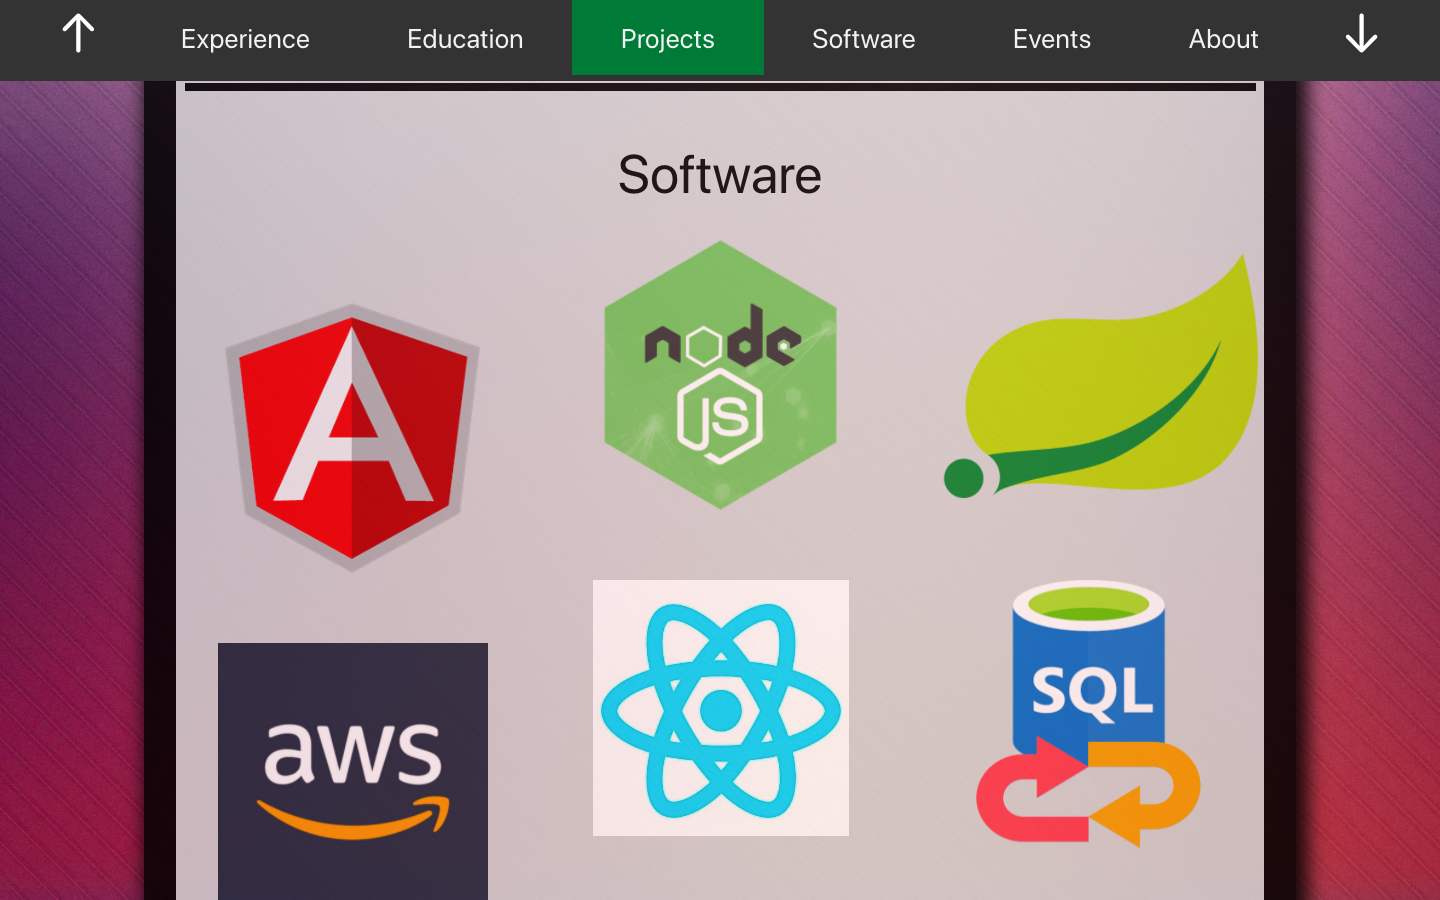 Experience Education Projects Software Events About
Software
node
JS
A
aws
SQL